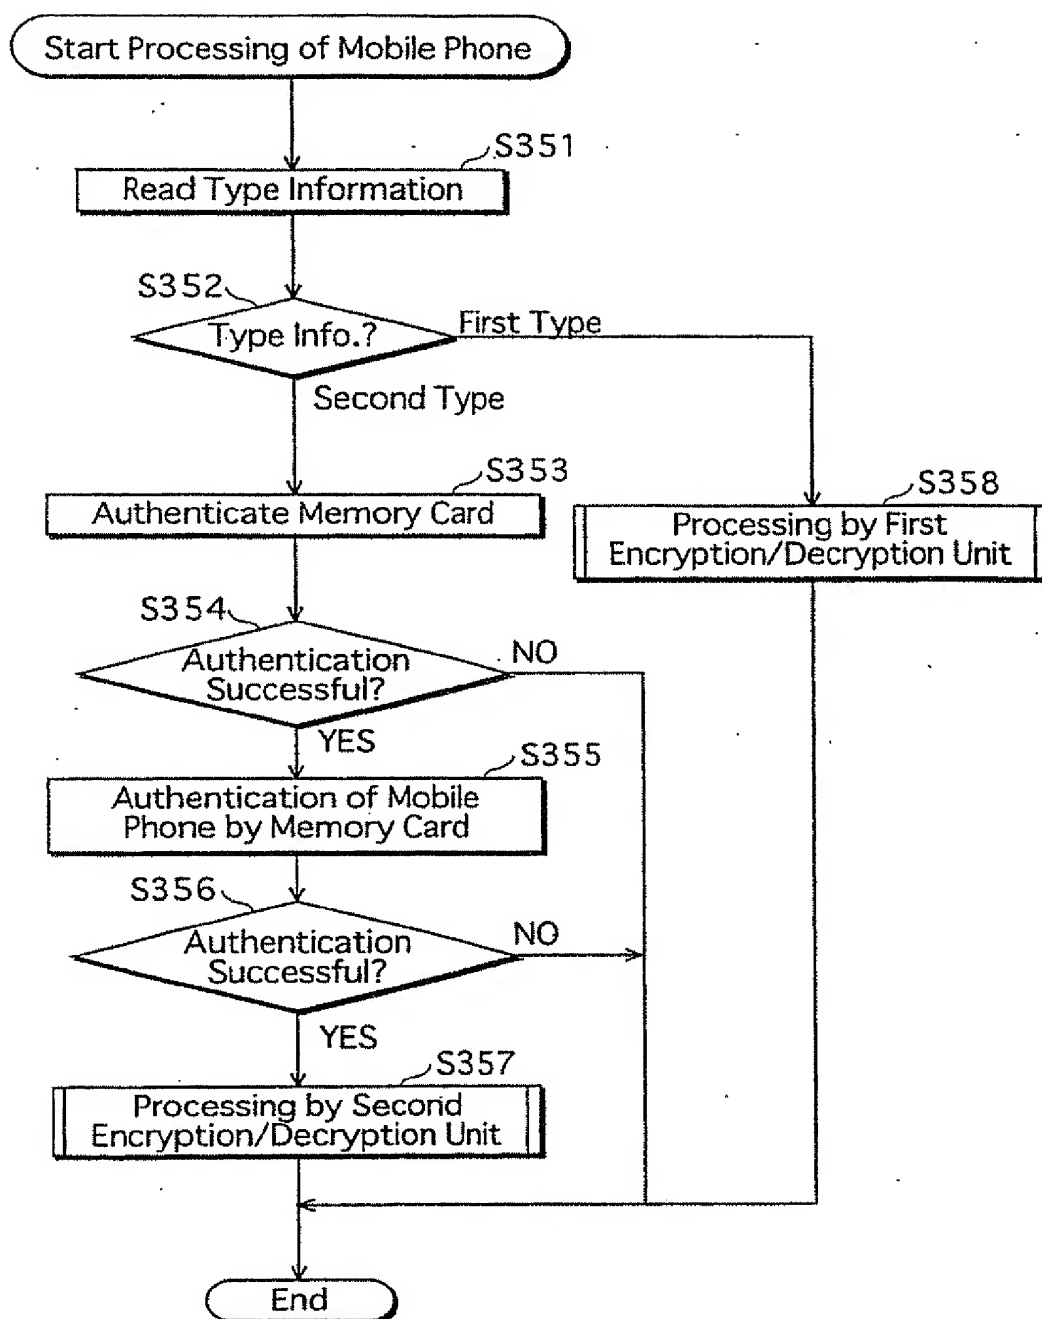 Start Processing of Mobile Phone
S351
Read Type Information
S352
Type Info.?
First Type
Second Type
S353
Authenticate Memory Card
S358
Processing by First
Encryption/Decryption Unit
S354
Authentication
Successful?
NO
YES
S355
Authentication of Mobile
Phone by Memory Card
S356
Authentication
Successful?
NO
YES
S357
Processing by Second
Encryption/Decryption Unit
End